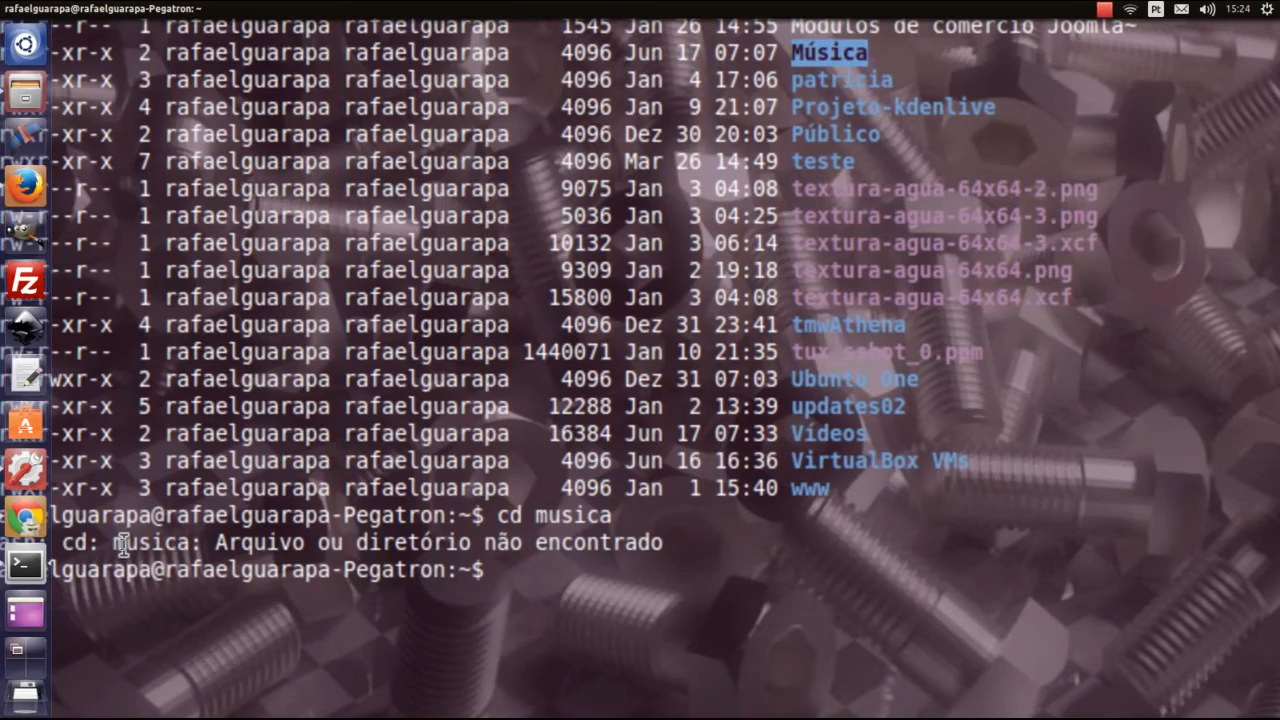 rafaelguarapa@rafaelguarapa-Pegatron: ~ Pt 15:24
--r-- 1 rafaelguarapa rafaelguarapa 1545 Jan 26 14:55 Modulos de comercio Joomla~
-xr-x 2 rafaelguarapa rafaelguarapa 4096 Jun 17 07:07 Música
-xr-x 3 rafaelguarapa rafaelguarapa 4096 Jan 4 17:06 patricia
-xr-x 4 rafaelguarapa rafaelguarapa 4096 Jan 9 21:07 Projeto-kdenlive
-xr-x 2 rafaelguarapa rafaelguarapa 4096 Dez 30 20:03 Público
-xr-x 7 rafaelguarapa rafaelguarapa 4096 Mar 26 14:49 teste
--r-- 1 rafaelguarapa rafaelguarapa 9075 Jan 3 04:08 textura-agua-64x64-2.png
--r-- 1 rafaelguarapa rafaelguarapa 5036 Jan 3 04:25 textura-agua-64x64-3.png
--r-- 1 rafaelguarapa rafaelguarapa 10132 Jan 3 06:14 textura-agua-64x64-3.xcf
--r-- 1 rafaelguarapa rafaelguarapa 9309 Jan 2 19:18 textura-agua-64x64.png
--r-- 1 rafaelguarapa rafaelguarapa 15800 Jan 3 04:08 textura-agua-64x64.xcf
-xr-x 4 rafaelguarapa rafaelguarapa 4096 Dez 31 23:41 tmwAthena
--r-- 1 rafaelguarapa rafaelguarapa 1440071 Jan 10 21:35 tux_sshot_0.ppm
wxr-x 2 rafaelguarapa rafaelguarapa 4096 Dez 31 07:03 Ubuntu One
-xr-x 5 rafaelguarapa rafaelguarapa 12288 Jan 2 13:39 updates02
-xr-x 2 rafaelguarapa rafaelguarapa 16384 Jun 17 07:33 Vídeos
-xr-x 3 rafaelguarapa rafaelguarapa 4096 Jun 16 16:36 VirtualBox VMs
-xr-x 3 rafaelguarapa rafaelguarapa 4096 Jan 1 15:40 www
lguarapa@rafaelguarapa-Pegatron:~$ cd musica
cd: musica: Arquivo ou diretório não encontrado
lguarapa@rafaelguarapa-Pegatron:~$